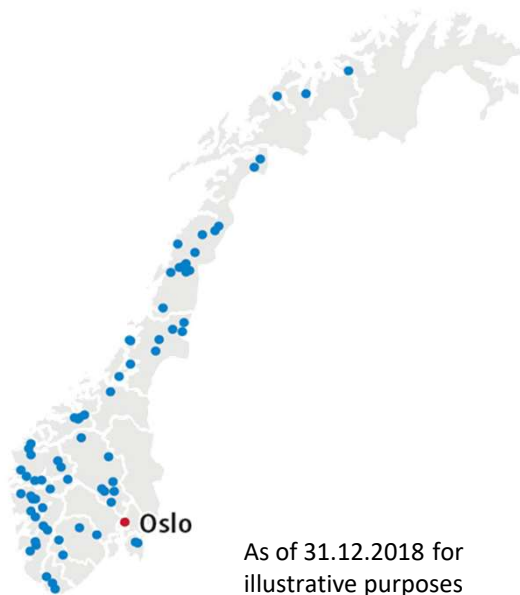 Oslo
As of 31.12.2018 for
illustrative purposes